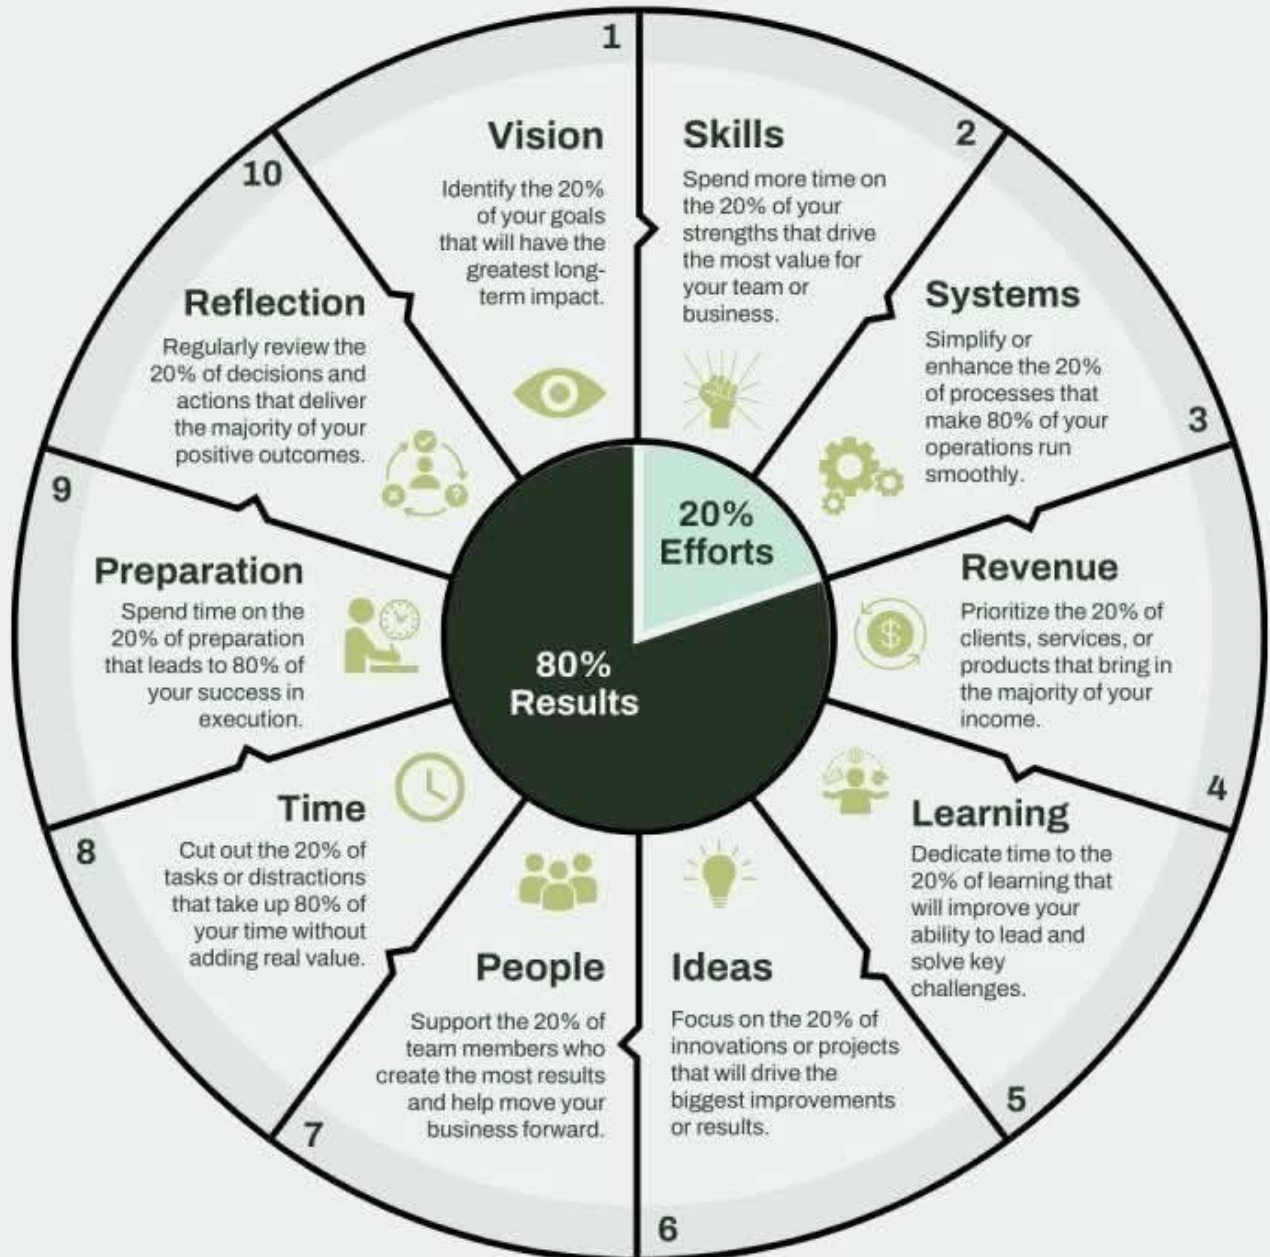 1
Vision
Identify the 20%
of your goals
that will have the
greatest long-
term impact.
2
Skills
Spend more time on
the 20% of your
strengths that drive
the most value for
your team or
business.
3
Systems
Simplify or
enhance the 20%
of processes that
make 80% of your
operations run
smoothly.
4
Revenue
Prioritize the 20% of
clients, services, or
products that bring in
the majority of your
income.
5
Learning
Dedicate time to the
20% of learning that
will improve your
ability to lead and
solve key
challenges.
6
Ideas
Focus on the 20% of
innovations or projects
that will drive the
biggest improvements
or results.
7
People
Support the 20% of
team members who
create the most results
and help move your
business forward.
8
Time
Cut out the 20% of
tasks or distractions
that take up 80% of
your time without
adding real value.
9
Preparation
Spend time on the
20% of preparation
that leads to 80% of
your success in
execution.
10
Reflection
Regularly review the
20% of decisions and
actions that deliver
the majority of your
positive outcomes.
20%
Efforts
80%
Results
$
?